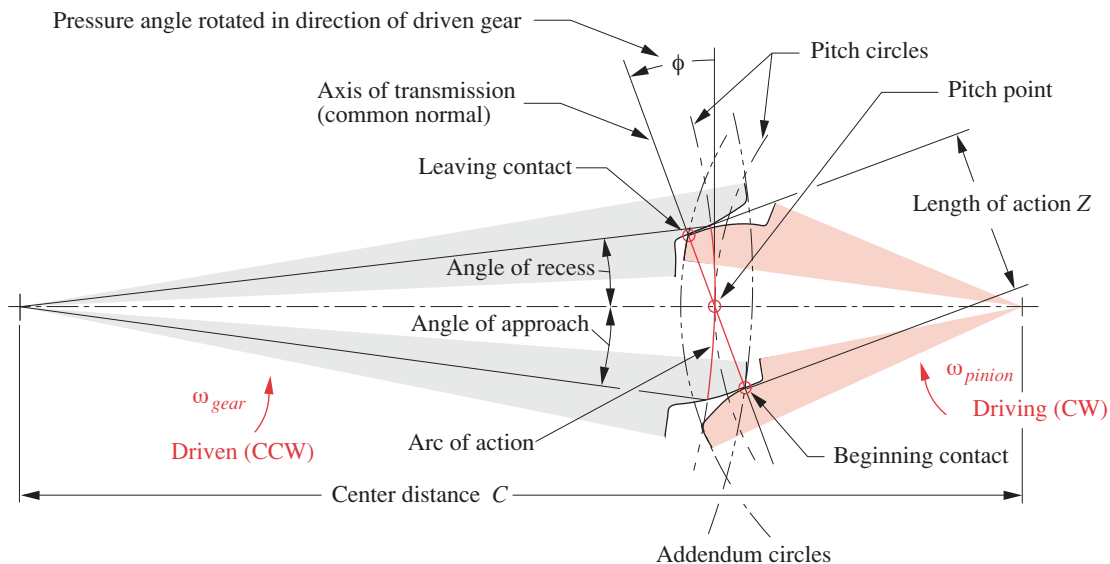 Pressure angle rotated in direction of driven gear
ϕ
Pitch circles
Axis of transmission
(common normal)
Pitch point
Leaving contact
Length of action Z
Angle of recess
Angle of approach
ω gear
Driven (CCW)
ω pinion
Driving (CW)
Arc of action
Beginning contact
Center distance C
Addendum circles